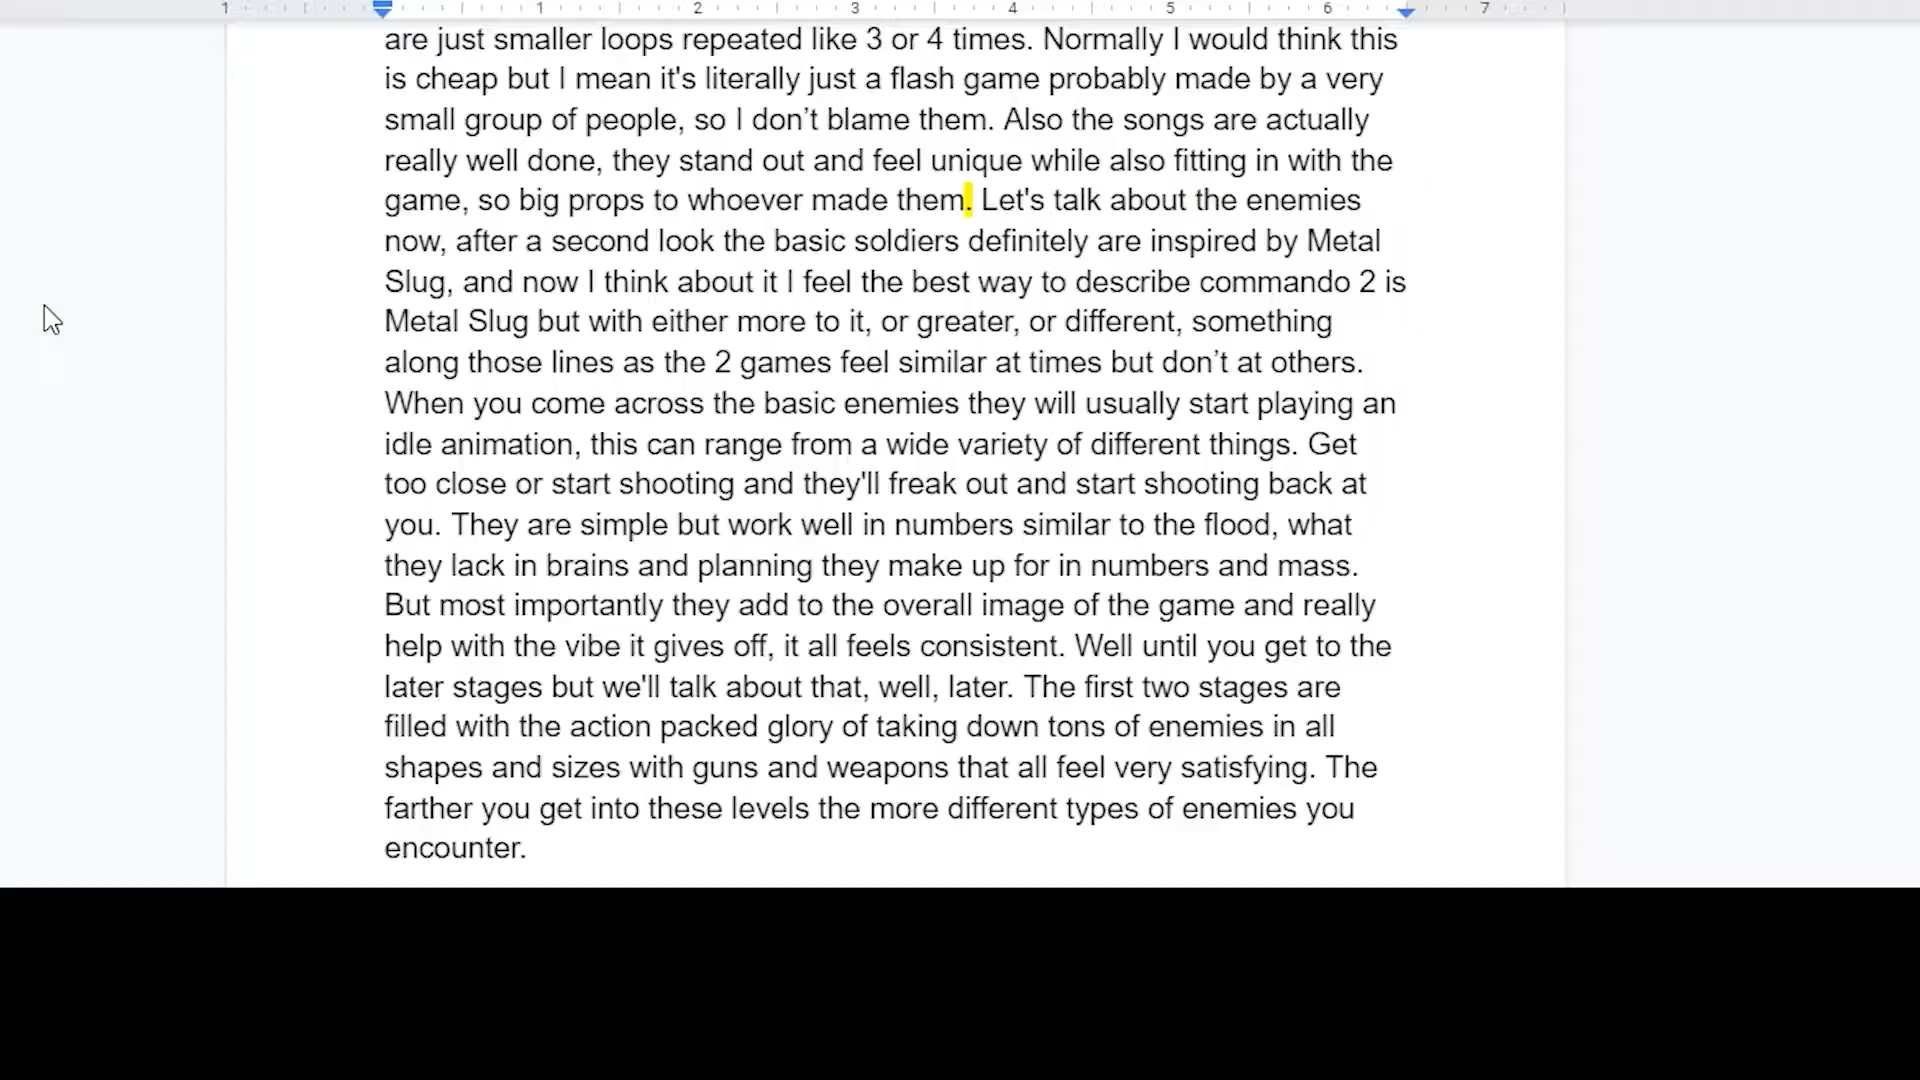 1 1 2 3 4 5 6 7
are just smaller loops repeated like 3 or 4 times. Normally I would think this
is cheap but I mean it's literally just a flash game probably made by a very
small group of people, so I don’t blame them. Also the songs are actually
really well done, they stand out and feel unique while also fitting in with the
game, so big props to whoever made them. Let's talk about the enemies
now, after a second look the basic soldiers definitely are inspired by Metal
Slug, and now I think about it I feel the best way to describe commando 2 is
Metal Slug but with either more to it, or greater, or different, something
along those lines as the 2 games feel similar at times but don’t at others.
When you come across the basic enemies they will usually start playing an
idle animation, this can range from a wide variety of different things. Get
too close or start shooting and they'll freak out and start shooting back at
you. They are simple but work well in numbers similar to the flood, what
they lack in brains and planning they make up for in numbers and mass.
But most importantly they add to the overall image of the game and really
help with the vibe it gives off, it all feels consistent. Well until you get to the
later stages but we'll talk about that, well, later. The first two stages are
filled with the action packed glory of taking down tons of enemies in all
shapes and sizes with guns and weapons that all feel very satisfying. The
farther you get into these levels the more different types of enemies you
encounter.